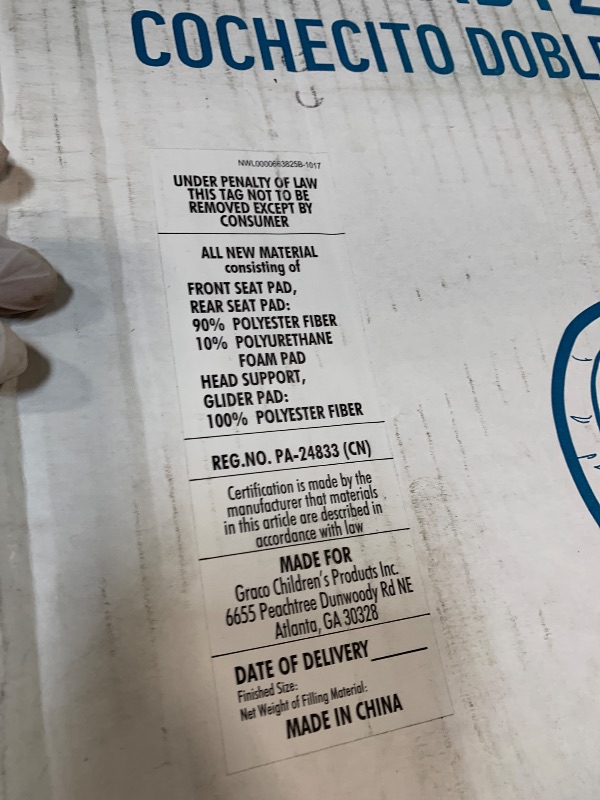 COCHECITO DOBLE
NWL0000663825B-1017
UNDER PENALTY OF LAW
THIS TAG NOT TO BE
REMOVED EXCEPT BY
CONSUMER
ALL NEW MATERIAL
consisting of
FRONT SEAT PAD,
REAR SEAT PAD:
90% POLYESTER FIBER
10% POLYURETHANE
FOAM PAD
HEAD SUPPORT,
GLIDER PAD:
100% POLYESTER FIBER
REG.NO. PA-24833 (CN)
Certification is made by the
manufacturer that materials
in this article are described in
accordance with law
MADE FOR
Graco Children's Products Inc.
6655 Peachtree Dunwoody Rd NE
Atlanta, GA 30328
DATE OF DELIVERY
Finished Size:
Net Weight of Filling Material:
MADE IN CHINA